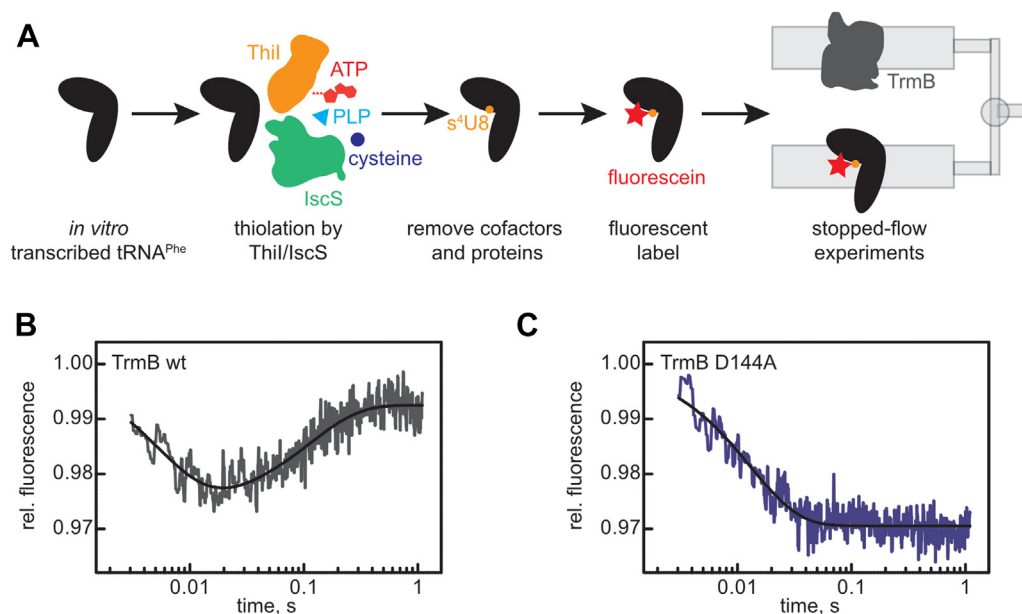 A
ThiI
ATP
PLP
cysteine
IscS
s⁴U8
fluorescein
TrmB
in vitro
transcribed tRNAᴾʰᵉ
thiolation by
ThiI/IscS
remove cofactors
and proteins
fluorescent
label
stopped-flow
experiments
B
TrmB wt
rel. fluorescence
1.00
0.99
0.98
0.97
0.01
0.1
1
time, s
C
TrmB D144A
rel. fluorescence
1.00
0.99
0.98
0.97
0.01
0.1
1
time, s